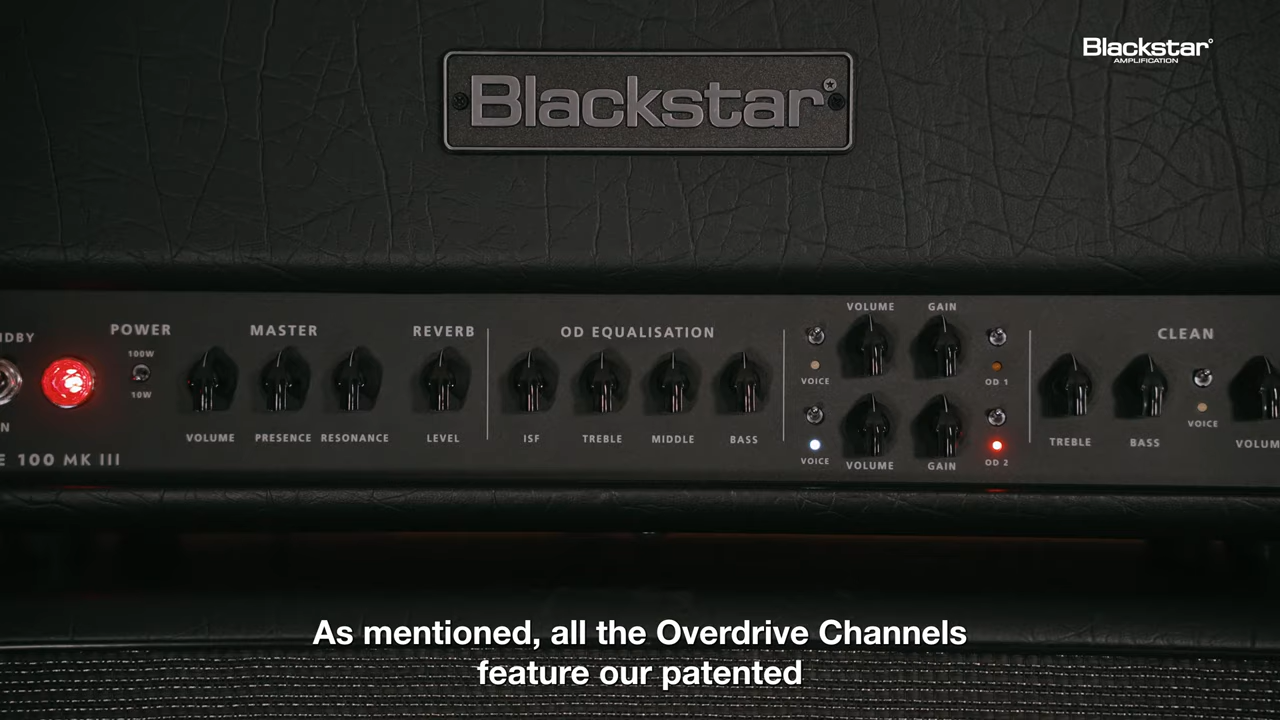 Blackstar
AMPLIFICATION
Blackstar
NDBY
POWER
MASTER
REVERB
OD EQUALISATION
VOLUME
GAIN
CLEAN
100W
10W
VOICE
OD 1
VOLUME
PRESENCE
RESONANCE
LEVEL
ISF
TREBLE
MIDDLE
BASS
VOICE
VOLUME
GAIN
OD 2
TREBLE
BASS
VOICE
VOLUM
N
E 100 MK III
As mentioned, all the Overdrive Channels
feature our patented